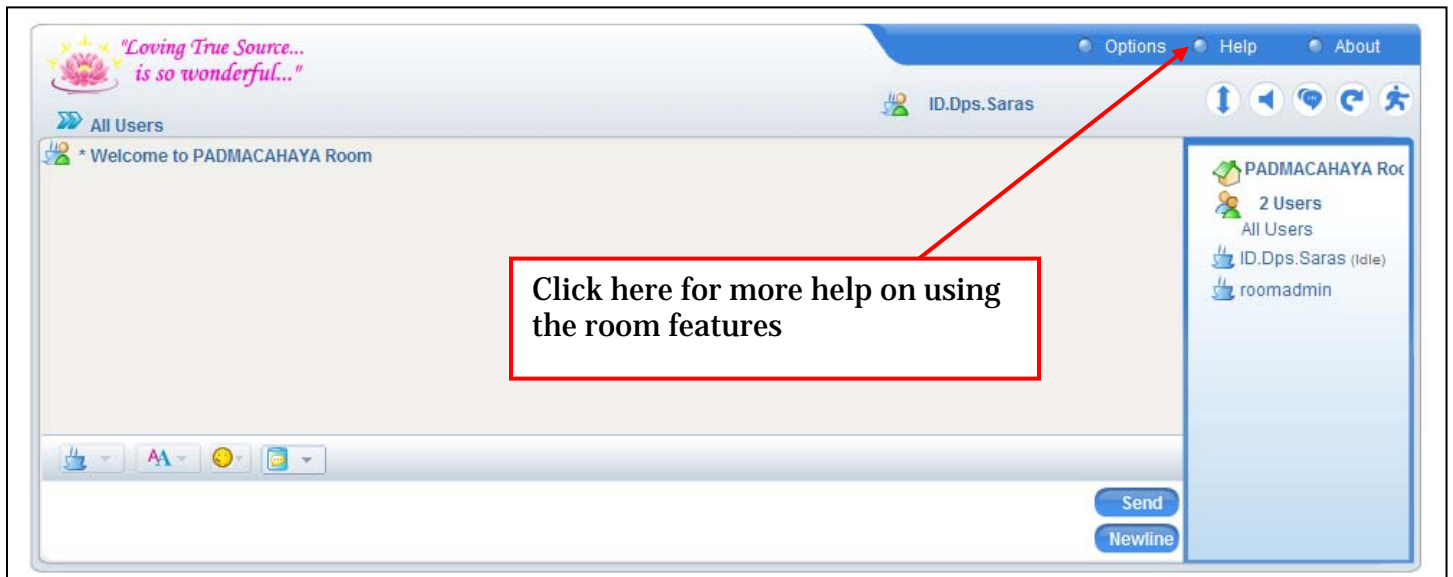 "Loving True Source...
is so wonderful..."
Options Help About
ID.Dps.Saras
All Users
* Welcome to PADMACAHAYA Room
PADMACAHAYA Roo
2 Users
All Users
ID.Dps.Saras (Idle)
roomadmin
Click here for more help on using
the room features
AA
Send
Newline